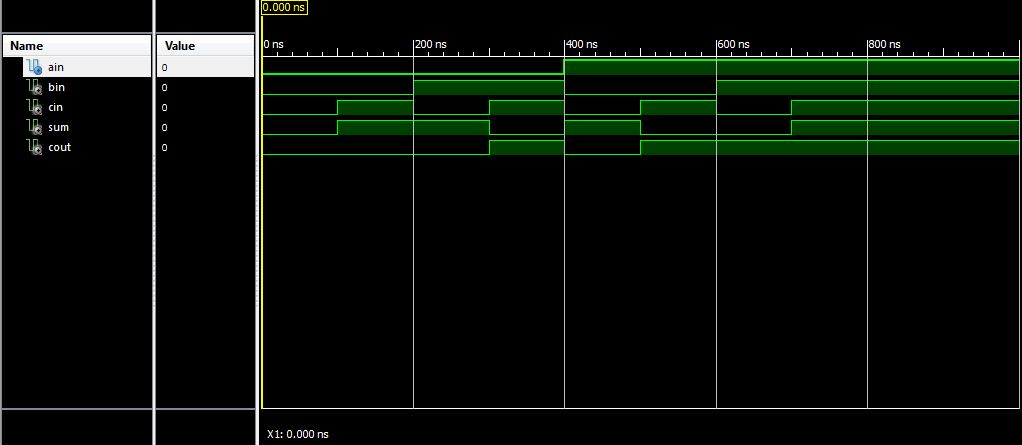 0.000 ns
Name Value
0 ns 200 ns 400 ns 600 ns 800 ns
ain 0
bin 0
cin 0
sum 0
cout 0
X1: 0.000 ns